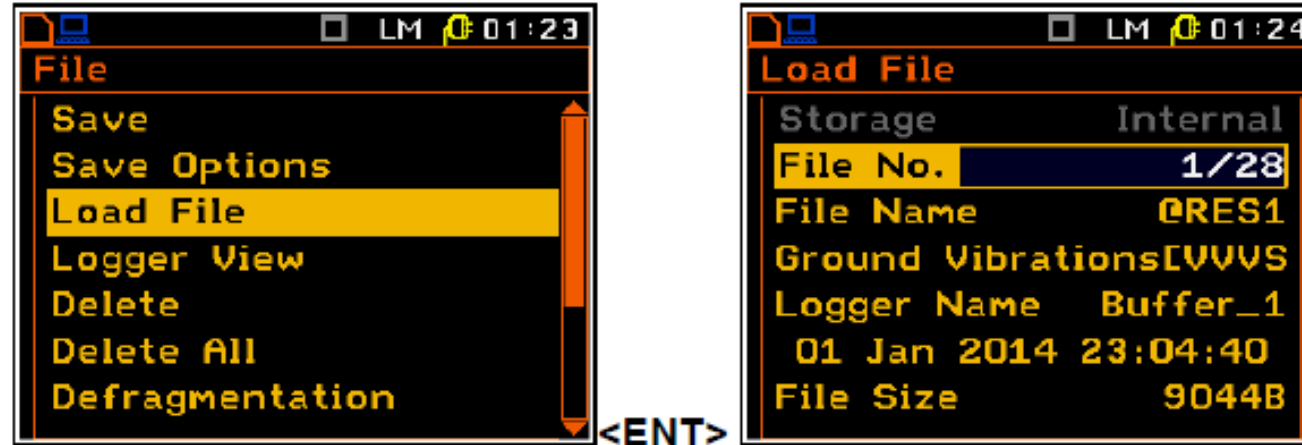 LM 01:23
File
Save
Save Options
Load File
Logger View
Delete
Delete All
Defragmentation
<ENT>
LM 01:24
Load File
Storage Internal
File No. 1/28
File Name @RES1
Ground Vibrations[VVVS
Logger Name Buffer_1
01 Jan 2014 23:04:40
File Size 9044B